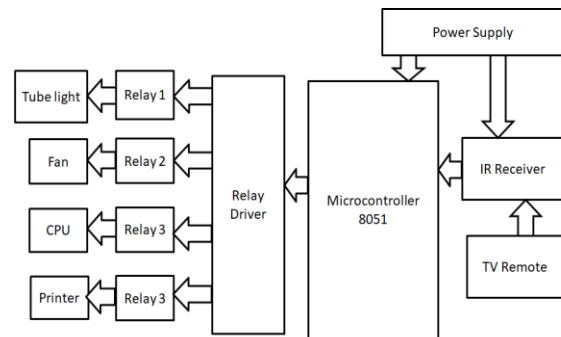 Power Supply
Tube light
Relay 1
Fan
Relay 2
CPU
Relay 3
Printer
Relay 3
Relay
Driver
Microcontroller
8051
IR Receiver
TV Remote